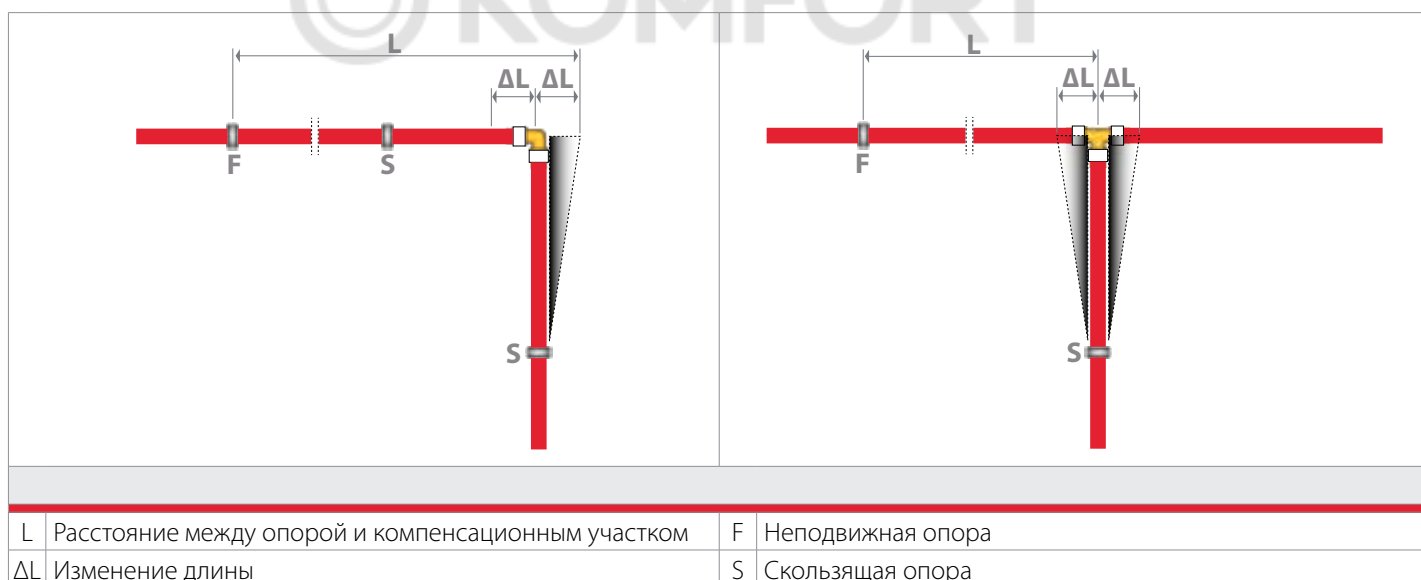 KOMFORT
L
ΔL ΔL
F S
S
L
ΔL ΔL
F
S
L Расстояние между опорой и компенсационным участком F Неподвижная опора
ΔL Изменение длины S Скользящая опора